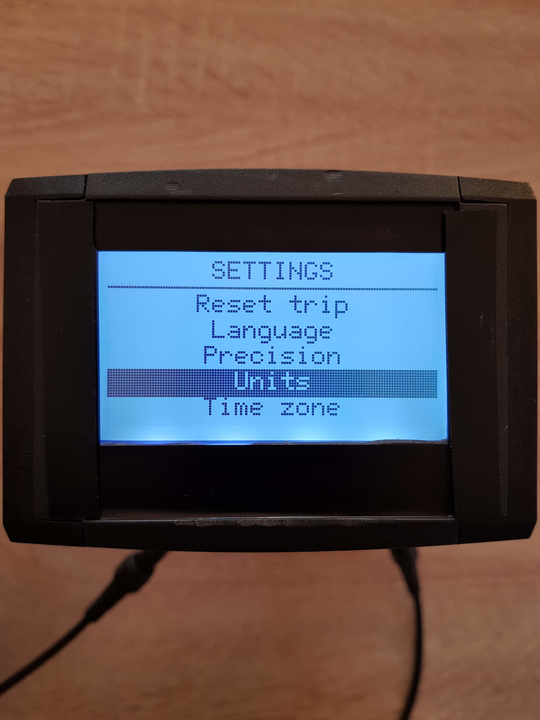 SETTINGS
Reset trip
Language
Precision
Units
Time zone